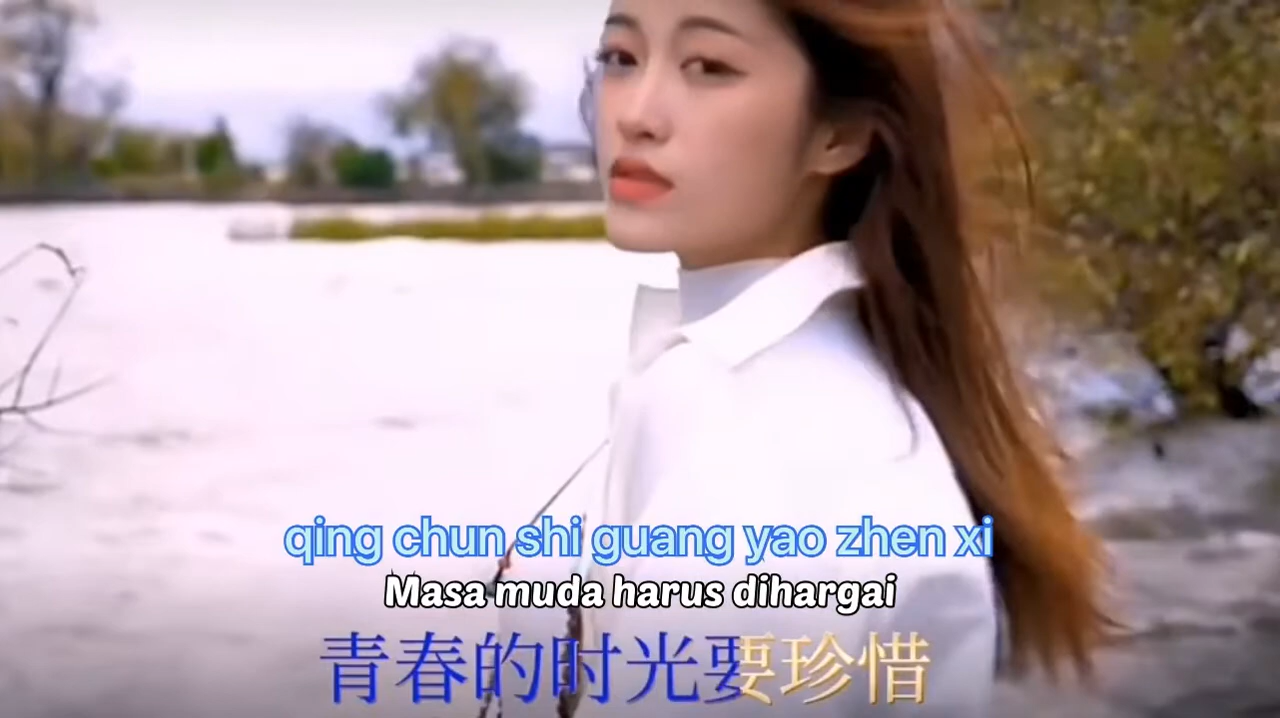 qing chun shi guang yao zhen xi
Masa muda harus dihargai
青春的时光要珍惜